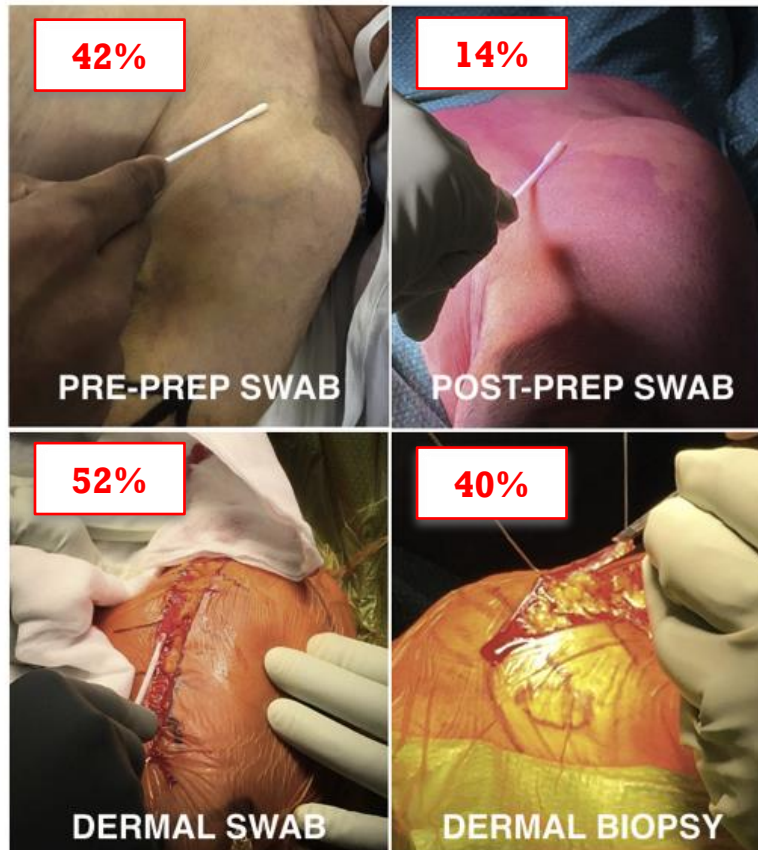 42%
PRE-PREP SWAB
14%
POST-PREP SWAB
52%
DERMAL SWAB
40%
DERMAL BIOPSY